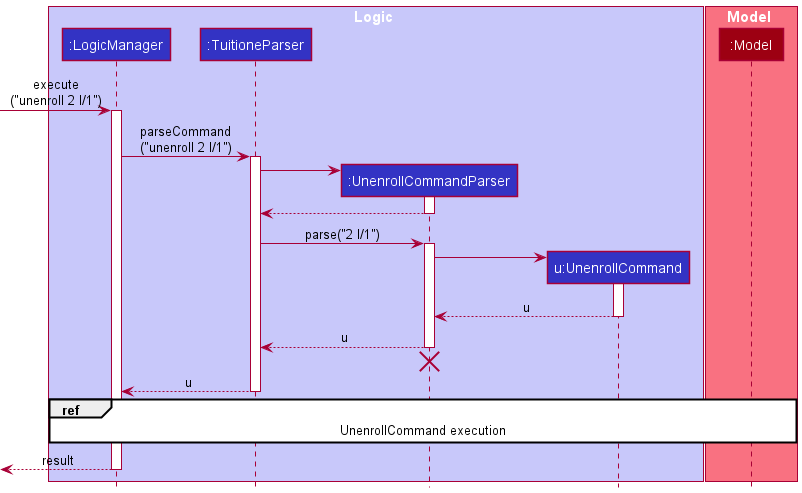 Logic
Model
:LogicManager
:TuitioneParser
:Model
execute
("unenroll 2 l/1")
parseCommand
("unenroll 2 l/1")
:UnenrollCommandParser
parse("2 l/1")
u:UnenrollCommand
u
u
u
ref
UnenrollCommand execution
result